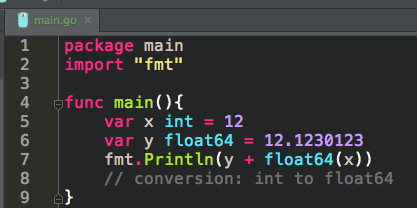 main.go
1 package main
2 import "fmt"
3
4 func main(){
5 var x int = 12
6 var y float64 = 12.1230123
7 fmt.Println(y + float64(x))
8 // conversion: int to float64
9 }